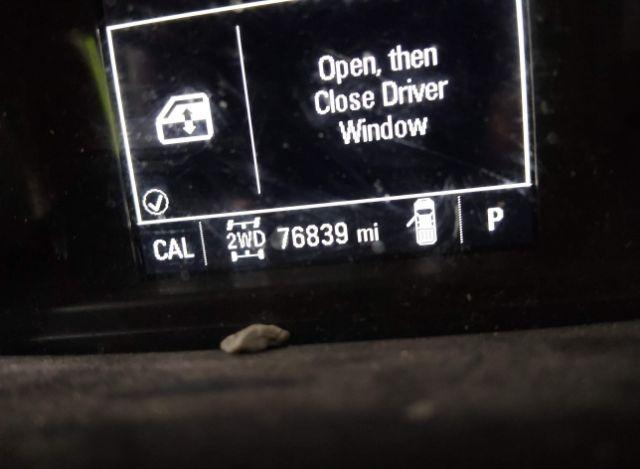 Open, then
Close Driver
Window
CAL 2WD 76839 mi P